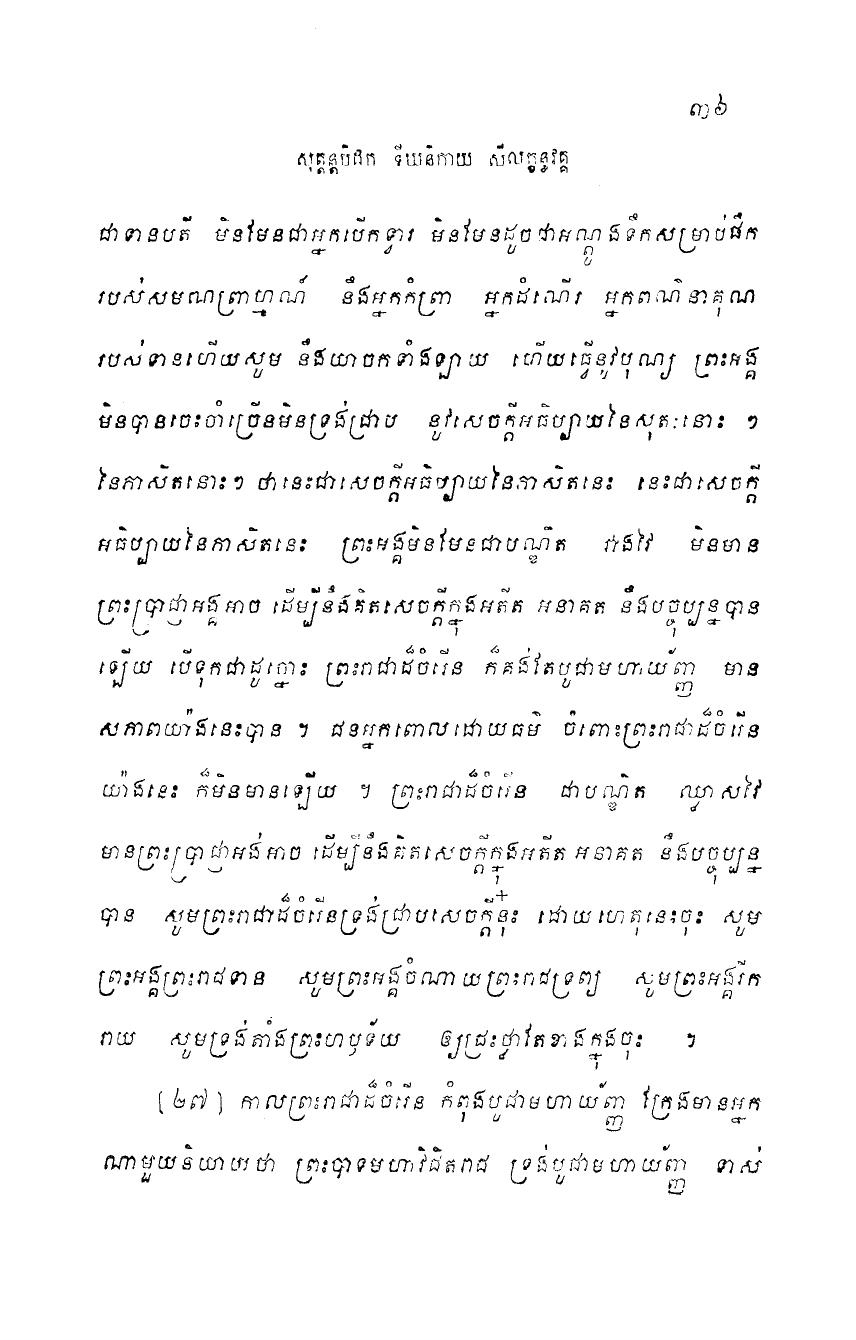 ៣៦
សុត្តន្តបិដក ទីឃនិកាយ សីលក្ខន្ធវគ្គ
ជាទានបតី មិនមែនជាអ្នកបើកទ្វារ មិនមែនដូចជាអណ្តូងទឹកសម្រាប់ផឹក
របស់សមណព្រាហ្មណ៍ នឹងអ្នកកំព្រា អ្នកដំណើរ អ្នកពណ៌នាគុណ
របស់ទានហើយសូម នឹងយាចកទាំងឡាយ ហើយធ្វើនូវបុណ្យ ព្រះអង្គ
មិនបានចេះចាំច្រើនមិនទ្រង់ជ្រាប នូវសេចក្តីអធិប្បាយនៃសុតៈនោះ ៗ
នៃភាសិតនោះៗ ថានេះជាសេចក្តីអធិប្បាយនៃភាសិតនេះ នេះជាសេចក្តី
អធិប្បាយនៃភាសិតនេះ ព្រះអង្គមិនមែនជាបណ្ឌិត វាងវៃ មិនមាន
ព្រះប្រាជ្ញាអង្គអាច ដើម្បីនឹងគិតសេចក្តីក្នុងអតីត អនាគត នឹងបច្ចុប្បន្នបាន
ឡើយ បើទុកជាដូច្នោះ ព្រះរាជាដ៏ចំរើន ក៏គង់តែបូជាមហាយ័ញ្ញ មាន
សភាពយ៉ាងនេះបាន ។ ជនអ្នកពោលដោយធម៌ ចំពោះព្រះរាជាដ៏ចំរើន
យ៉ាងនេះ ក៏មិនមានឡើយ ។ ព្រះរាជាដ៏ចំរើន ជាបណ្ឌិត ឈ្លាសវៃ
មានព្រះប្រាជ្ញាអង់អាច ដើម្បីនឹងគិតសេចក្តីក្នុងអតីត អនាគត នឹងបច្ចុប្បន្ន
បាន សូមព្រះរាជាដ៏ចំរើនទ្រង់ជ្រាបសេចក្តីនុ៎ះ ដោយហេតុនេះចុះ សូម
ព្រះអង្គព្រះរាជទាន សូមព្រះអង្គចំណាយព្រះរាជទ្រព្យ សូមព្រះអង្គរីក
រាយ សូមទ្រង់តាំងព្រះហឫទ័យ ឲ្យជ្រះថ្លាតែខាងក្នុងចុះ ។
(២៧) កាលព្រះរាជាដ៏ចំរើន កំពុងបូជាមហាយ័ញ្ញ ក្រែងមានអ្នក
ណាមួយនិយាយថា ព្រះបាទមហាវិជិតរាជ ទ្រង់បូជាមហាយ័ញ្ញ ទាស់